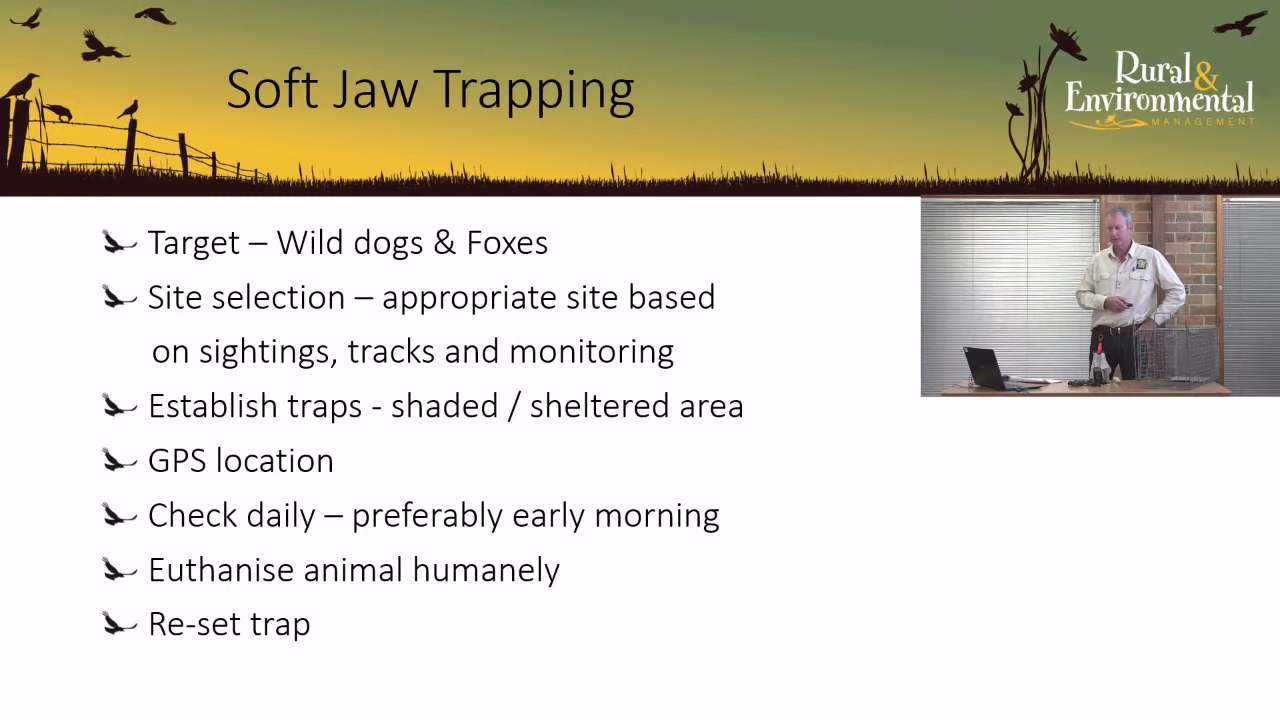 Soft Jaw Trapping
Rural &
Environmental
MANAGEMENT
Target – Wild dogs & Foxes
Site selection – appropriate site based
on sightings, tracks and monitoring
Establish traps - shaded / sheltered area
GPS location
Check daily – preferably early morning
Euthanise animal humanely
Re-set trap